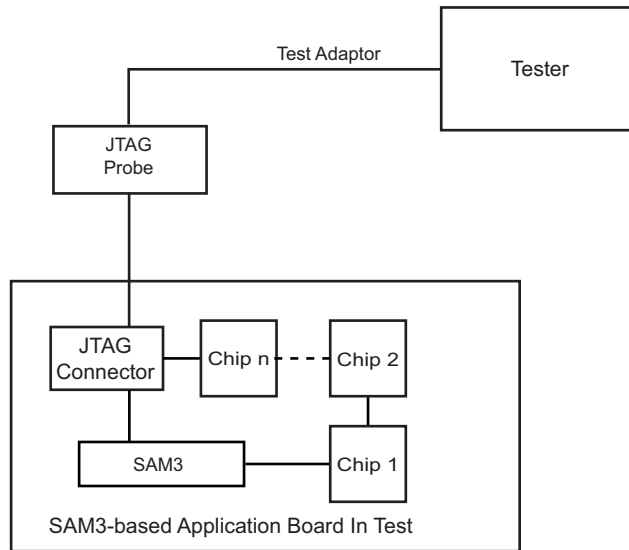 Test Adaptor
Tester
JTAG
Probe
JTAG
Connector
Chip n
Chip 2
SAM3
Chip 1
SAM3-based Application Board In Test